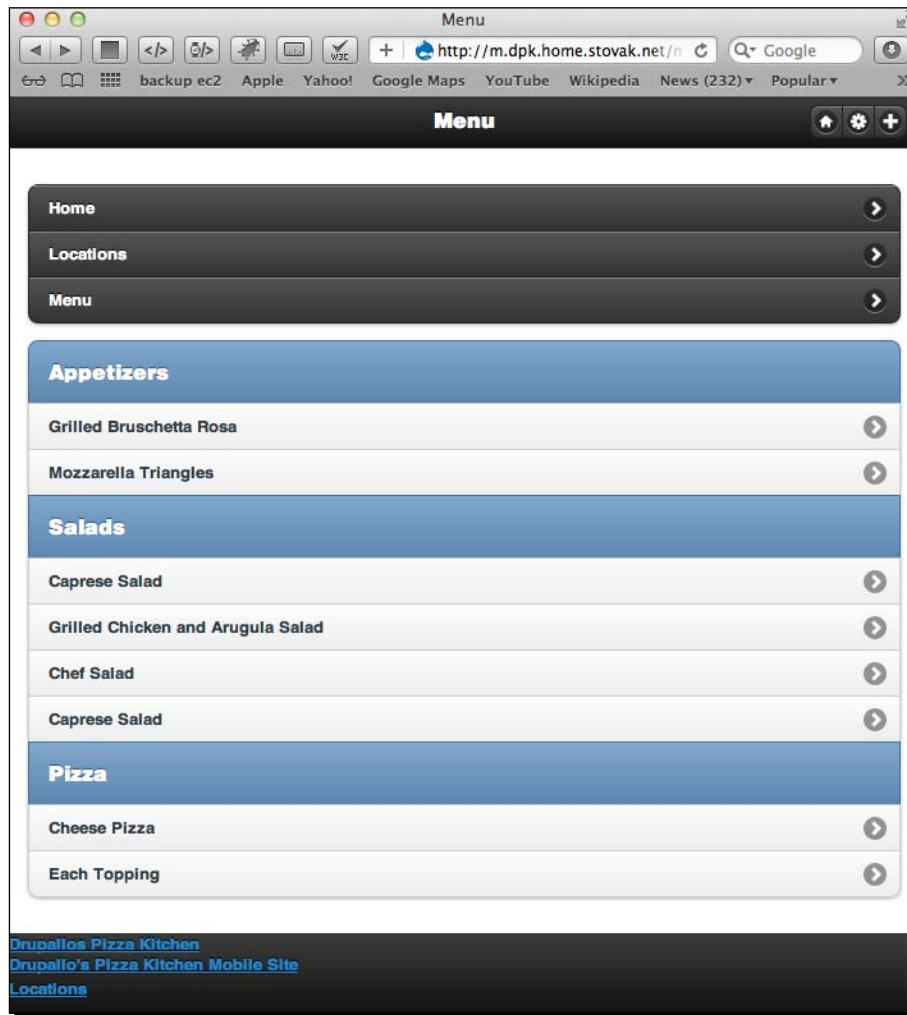 Menu
</> </> W3C + http://m.dpk.home.stovak.net/ Google
backup ec2 Apple Yahoo! Google Maps YouTube Wikipedia News (232) Popular
Menu
Home
Locations
Menu
Appetizers
Grilled Bruschetta Rosa
Mozzarella Triangles
Salads
Caprese Salad
Grilled Chicken and Arugula Salad
Chef Salad
Caprese Salad
Pizza
Cheese Pizza
Each Topping
Drupallos Pizza Kitchen
Drupallo's Pizza Kitchen Mobile Site
Locations